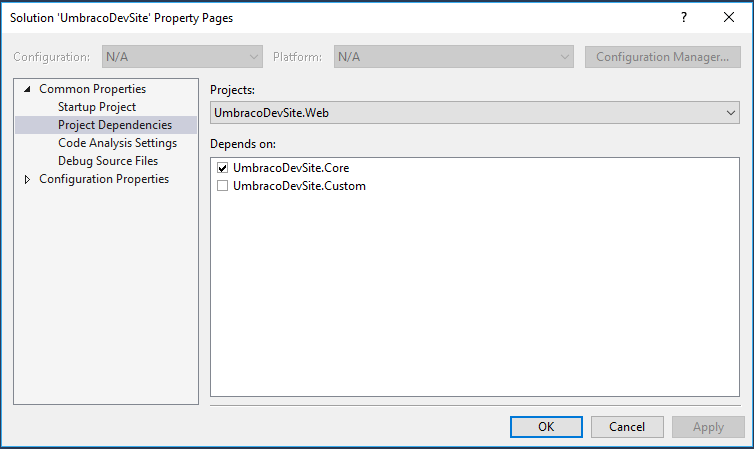 Solution 'UmbracoDevSite' Property Pages
?
Configuration: N/A Platform: N/A Configuration Manager...
Common Properties
Startup Project
Project Dependencies
Code Analysis Settings
Debug Source Files
Configuration Properties
Projects:
UmbracoDevSite.Web
Depends on:
UmbracoDevSite.Core
UmbracoDevSite.Custom
OK Cancel Apply